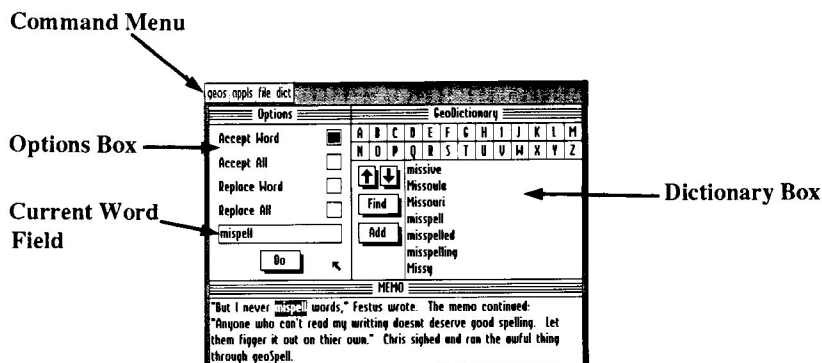 Command Menu
geos appls file dict
Options
GeoDictionary
Options Box
Accept Word
Accept All
Replace Word
Replace All
Current Word
Field
mispell
Do
A B C D E F G H I J K L M
N O P Q R S T U V W X Y Z
Find
Add
missive
Missoula
Missouri
misspell
misspelled
misspelling
Missy
Dictionary Box
MEMO
"But I never mispell words," Festus wrote. The memo continued:
"Anyone who can't read my writting doesnt deserve good spelling. Let
them figger it out on thier own." Chris sighed and ran the awful thing
through geoSpell.